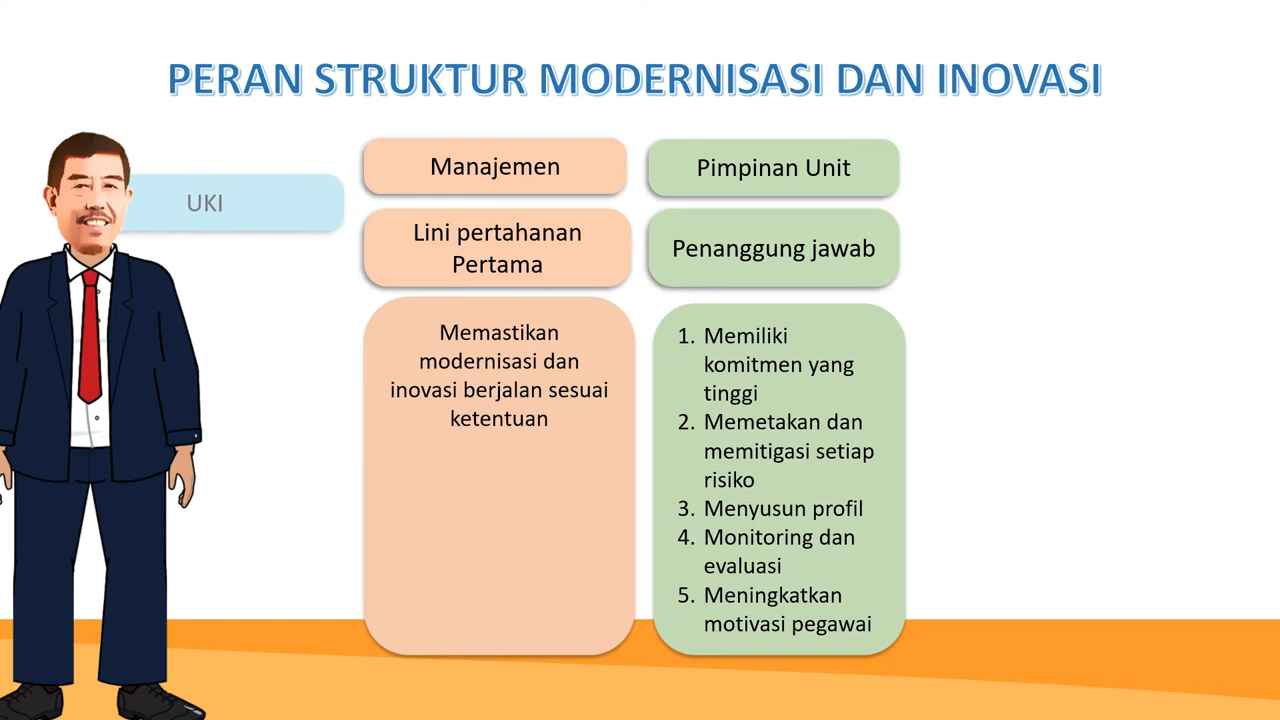 PERAN STRUKTUR MODERNISASI DAN INOVASI
UKI
Manajemen
Lini pertahanan
Pertama
Memastikan
modernisasi dan
inovasi berjalan sesuai
ketentuan
Pimpinan Unit
Penanggung jawab
1. Memiliki
komitmen yang
tinggi
2. Memetakan dan
memitigasi setiap
risiko
3. Menyusun profil
4. Monitoring dan
evaluasi
5. Meningkatkan
motivasi pegawai